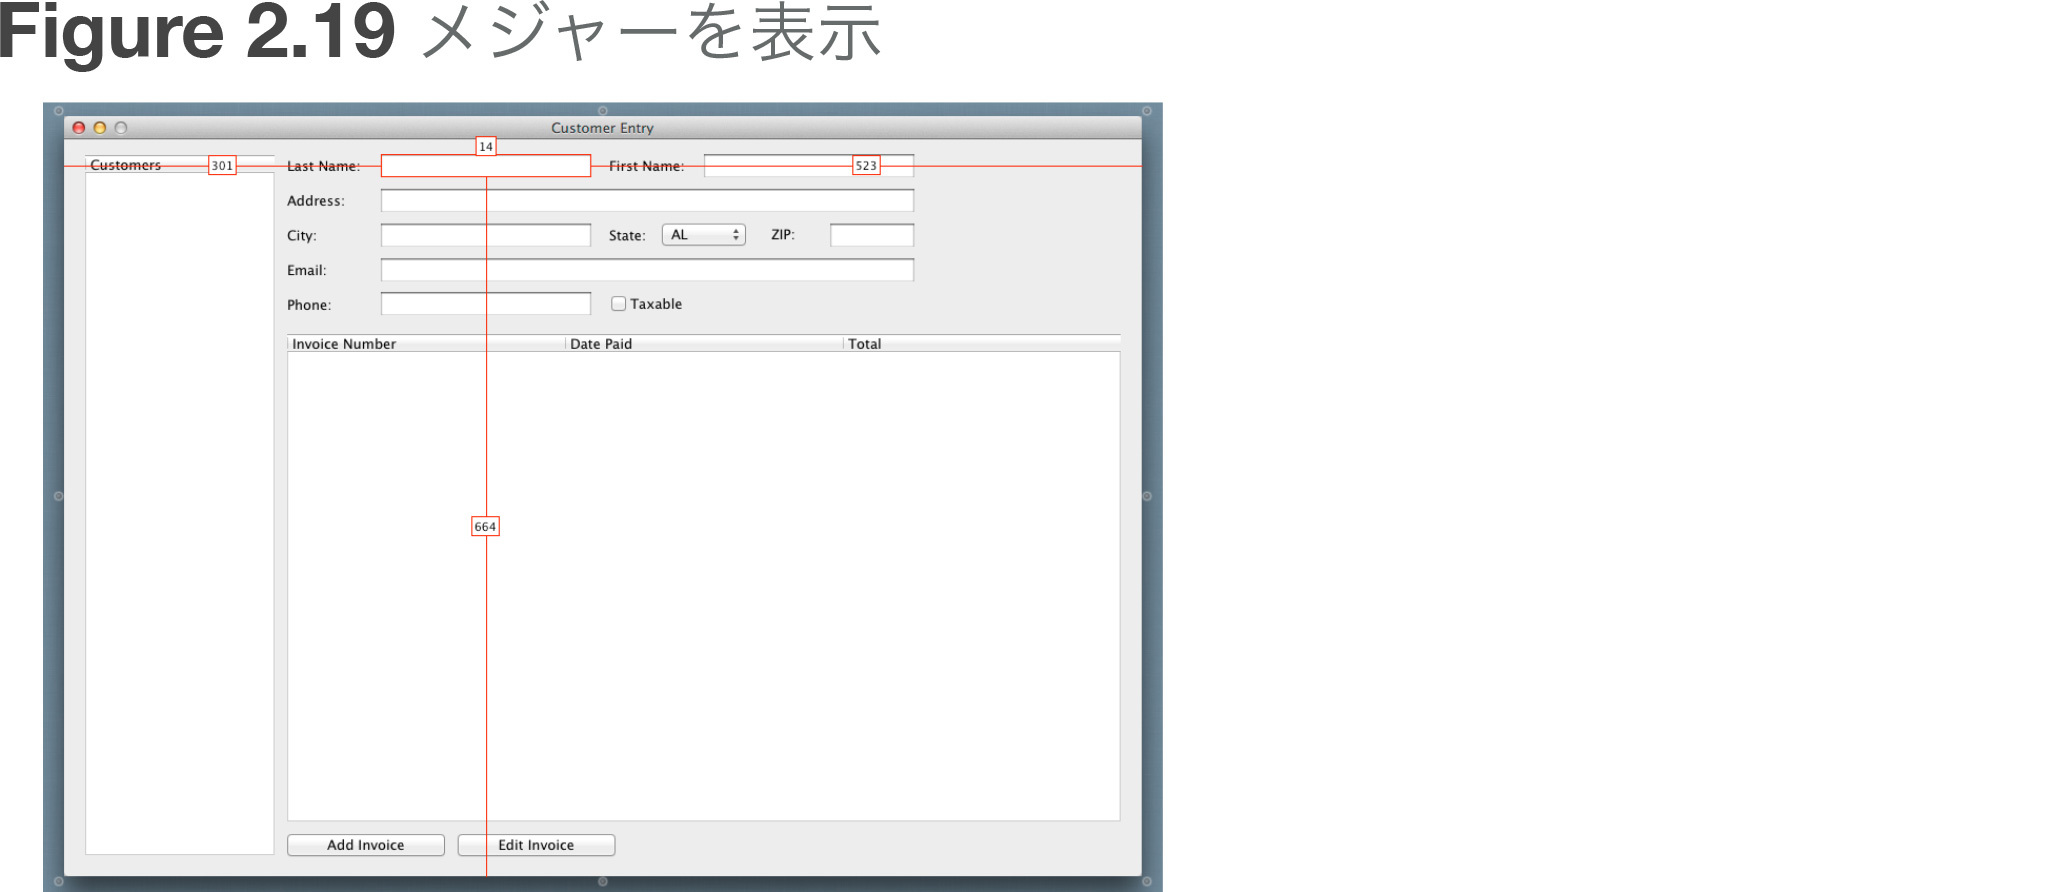 Figure 2.19 メジャーを表示
Customer Entry
14
Customers 301 Last Name: First Name: 523
Address:
City: State: AL ZIP:
Email:
Phone: Taxable
Invoice Number Date Paid Total
664
Add Invoice Edit Invoice